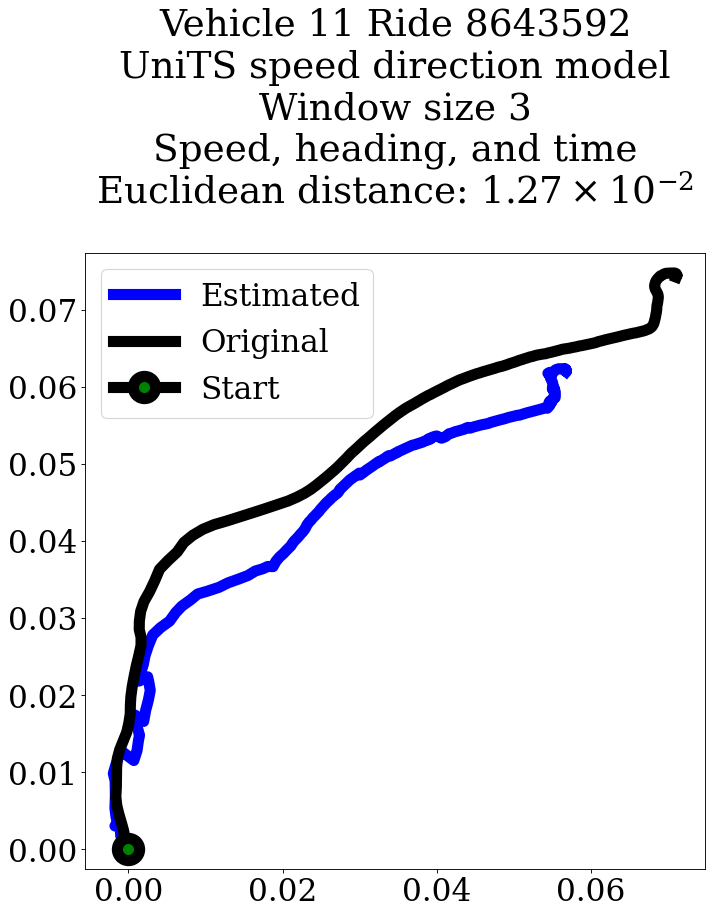 Vehicle 11 Ride 8643592
UniTS speed direction model
Window size 3
Speed, heading, and time
Euclidean distance: 1.27 × 10⁻²
Estimated
Original
Start
0.07
0.06
0.05
0.04
0.03
0.02
0.01
0.00
0.00 0.02 0.04 0.06